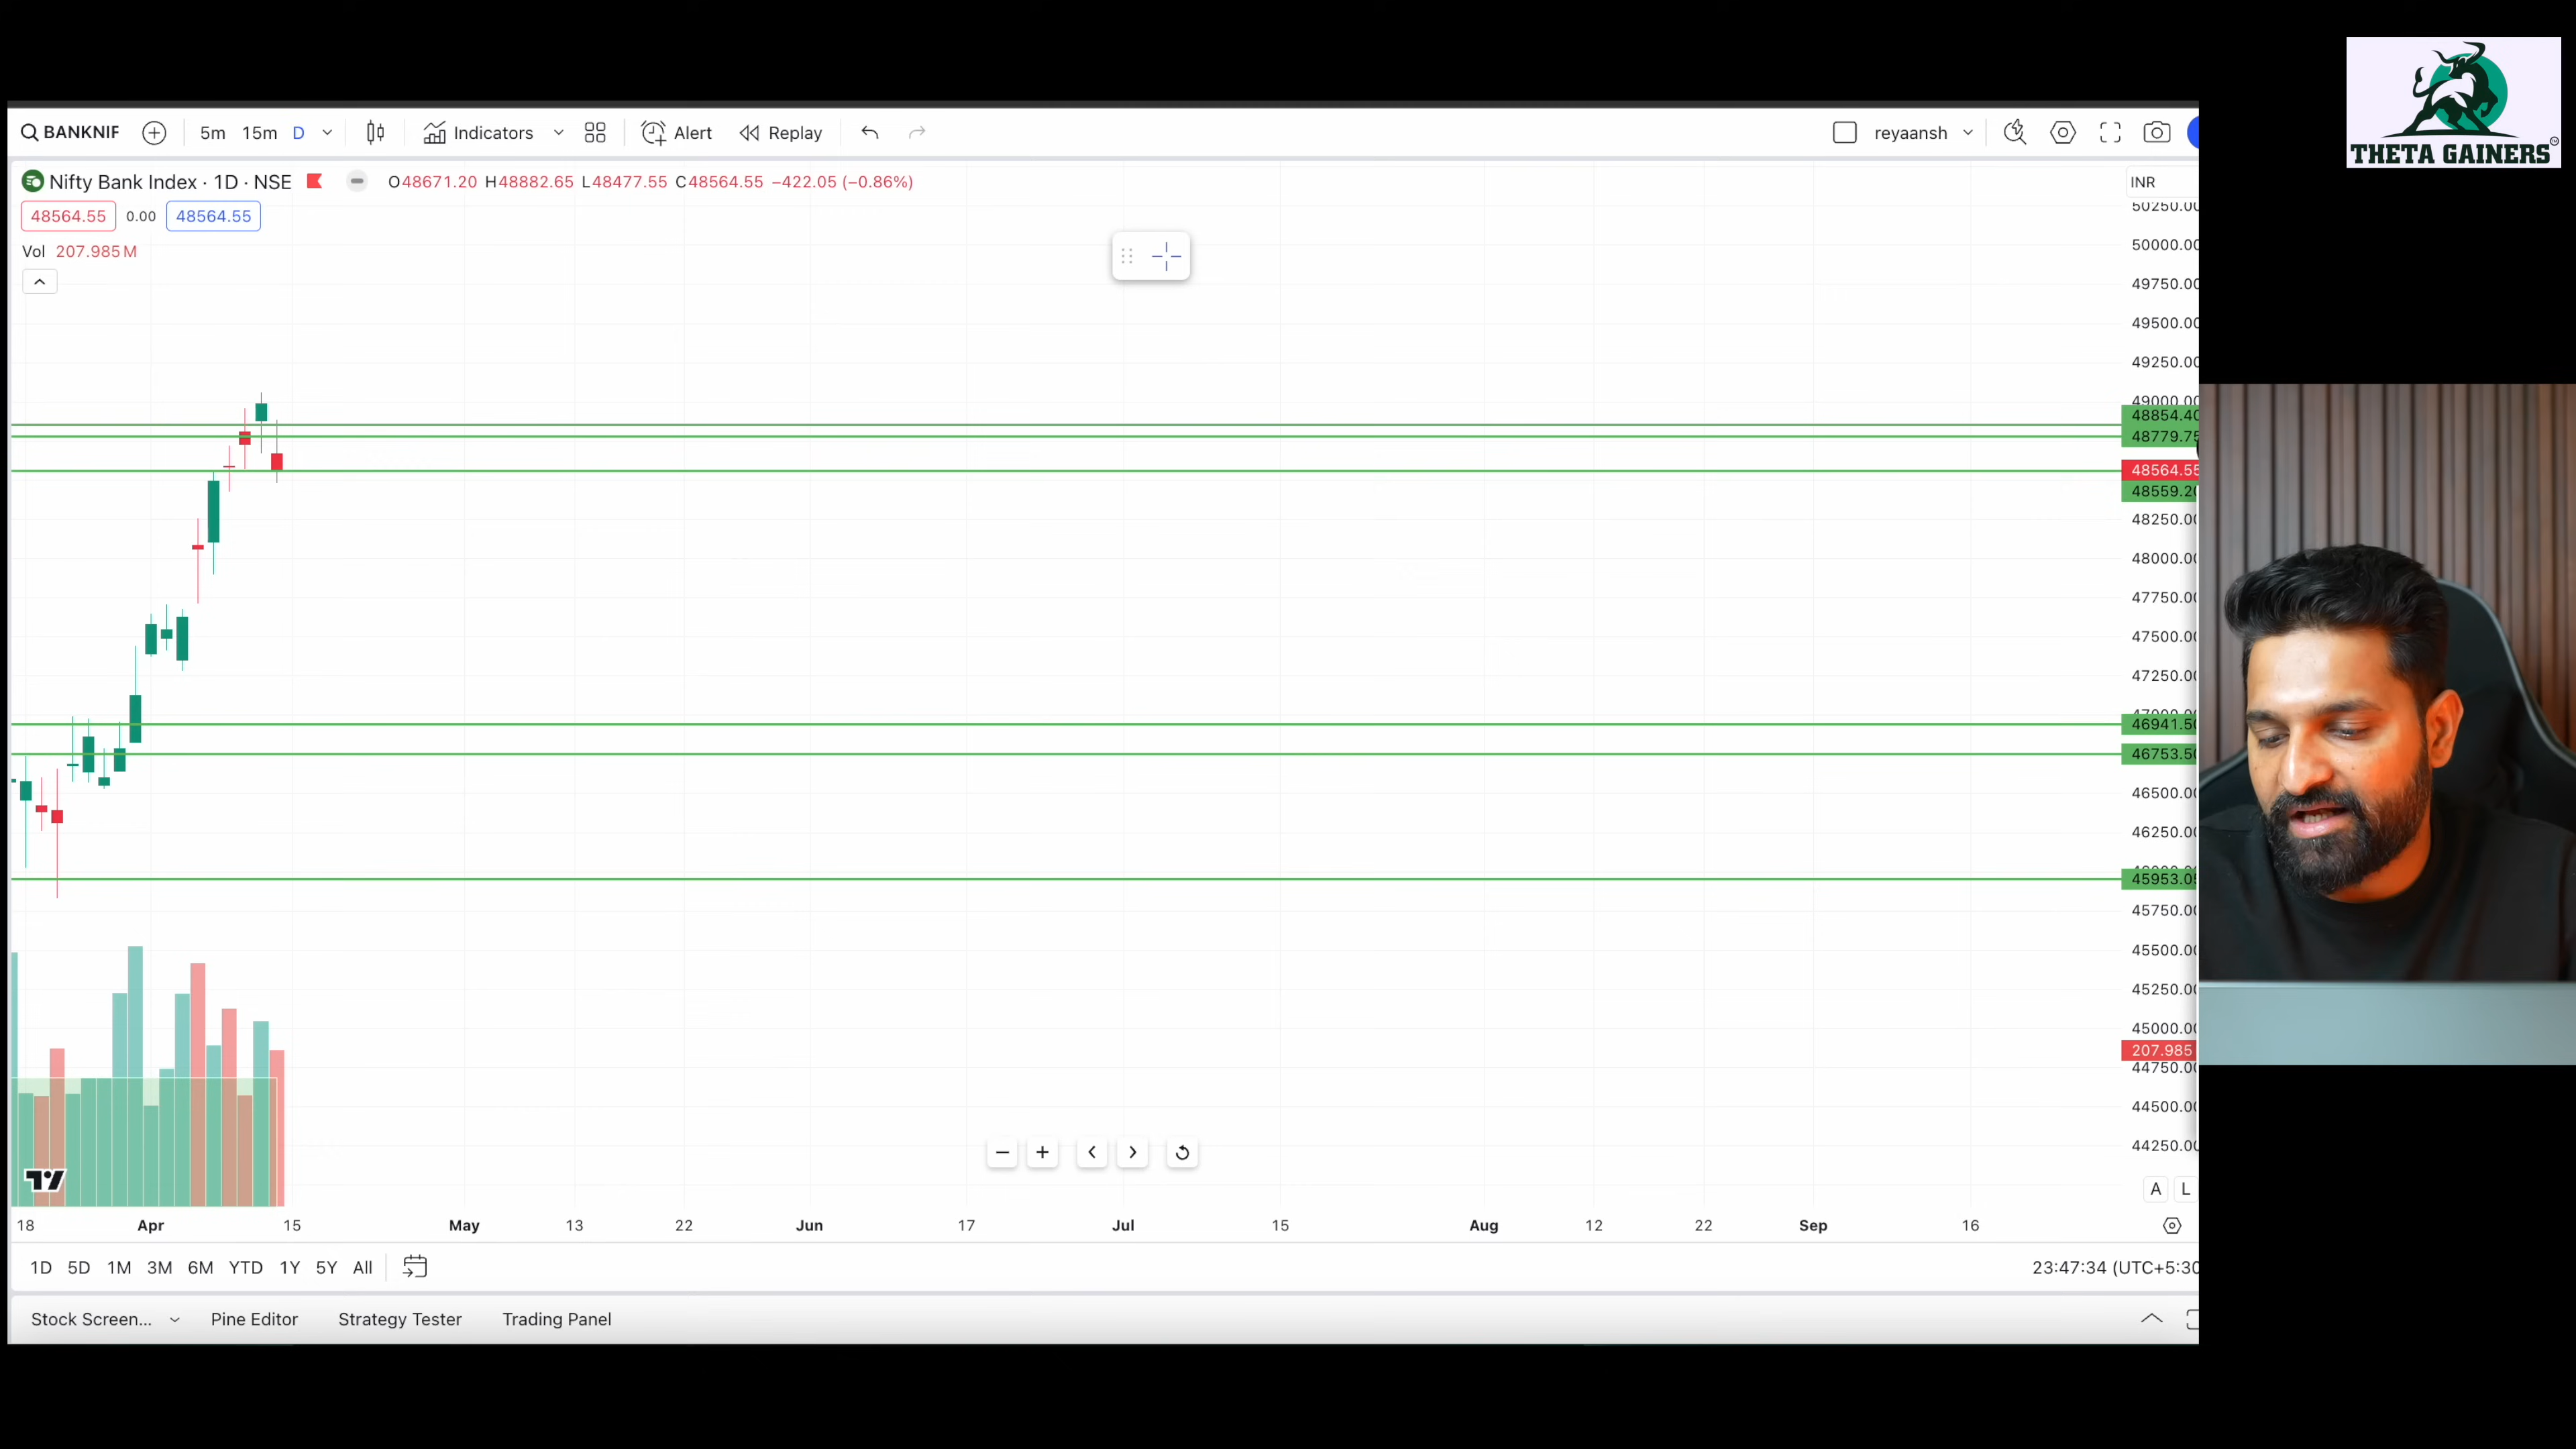 THETA GAINERS
BANKNIF 5m 15m D Indicators Alert Replay reyaansh
Nifty Bank Index · 1D · NSE O48671.20 H48882.65 L48477.55 C48564.55 −422.05 (−0.86%)
INR
48564.55 0.00 48564.55
Vol 207.985M
50250.00
50000.00
49750.00
49500.00
49250.00
49000.00
48854.40
48779.75
48564.55
48559.20
48250.00
48000.00
47750.00
47500.00
47250.00
46941.50
46753.50
46500.00
46250.00
45953.05
45750.00
45500.00
45250.00
45000.00
207.985
44750.00
44500.00
44250.00
A L
18 Apr 15 May 13 22 Jun 17 Jul 15 Aug 12 22 Sep 16
1D 5D 1M 3M 6M YTD 1Y 5Y All 23:47:34 (UTC+5:30
Stock Screen... Pine Editor Strategy Tester Trading Panel